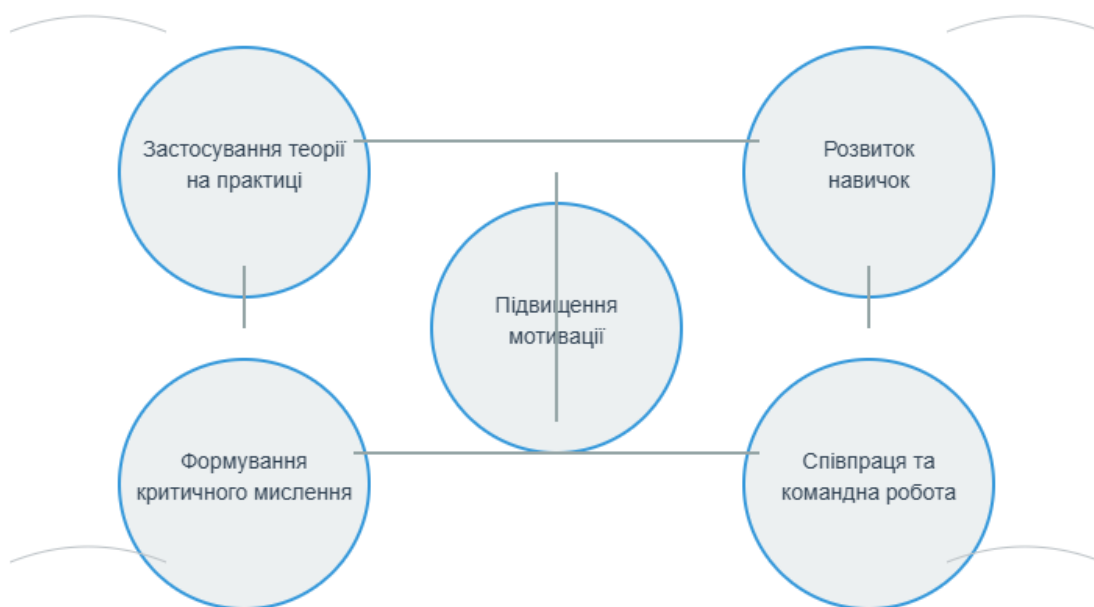 Застосування теорії
на практиці
Розвиток
навичок
Підвищення
мотивації
Формування
критичного мислення
Співпраця та
командна робота